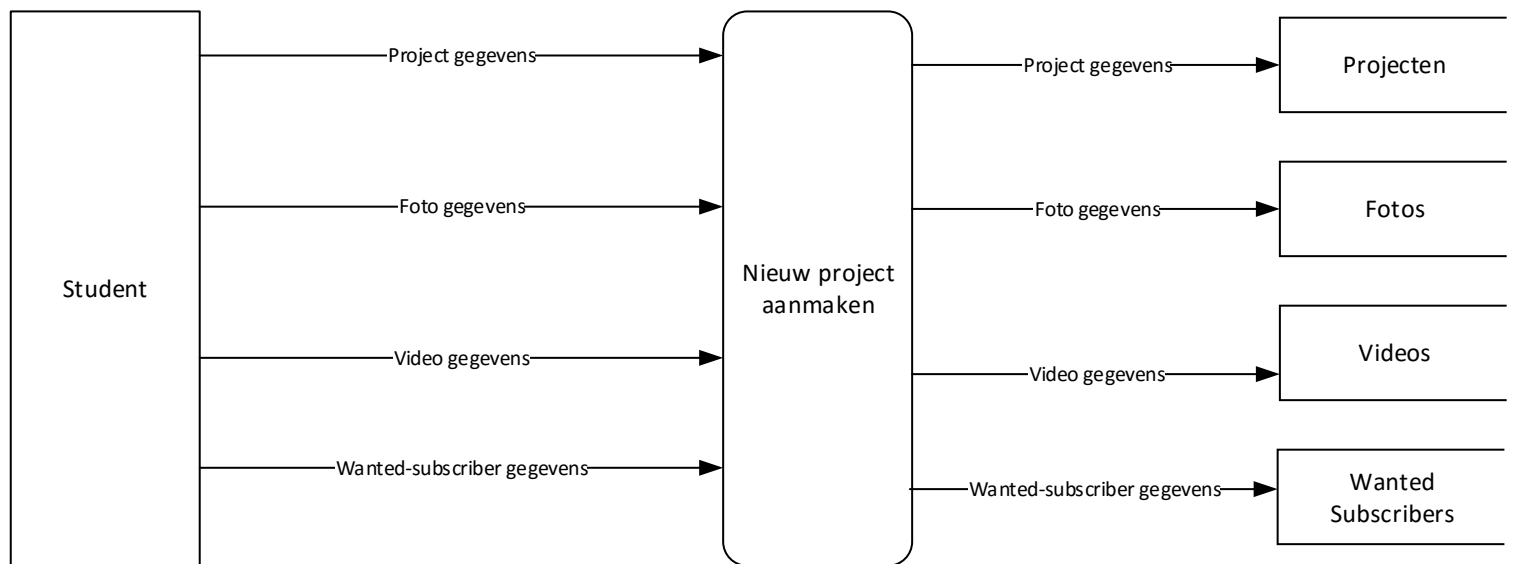 Project gegevens
Project gegevens
Projecten
Foto gegevens
Foto gegevens
Fotos
Student
Nieuw project
aanmaken
Video gegevens
Video gegevens
Videos
Wanted-subscriber gegevens
Wanted-subscriber gegevens
Wanted
Subscribers